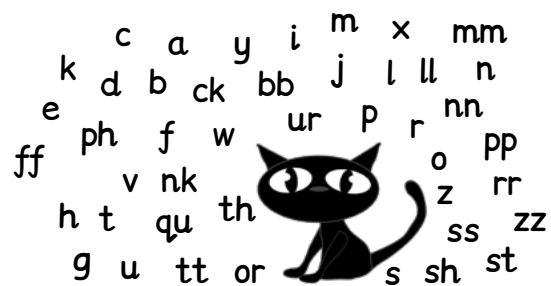 c a y i m x mm
k d b ck bb j l ll n
e ph f w ur p r nn
ff v nk th o pp
h t qu z rr
g u tt or s sh ss st zz